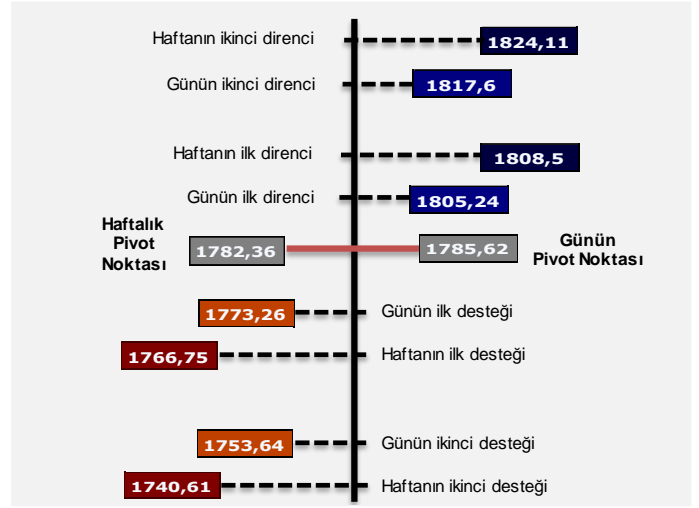 Haftanın ikinci direnci
1824,11
Günün ikinci direnci
1817,6
Haftanın ilk direnci
1808,5
Günün ilk direnci
1805,24
Haftalık
Pivot
Noktası
1782,36
1785,62
Günün
Pivot Noktası
1773,26
Günün ilk desteği
1766,75
Haftanın ilk desteği
1753,64
Günün ikinci desteği
1740,61
Haftanın ikinci desteği